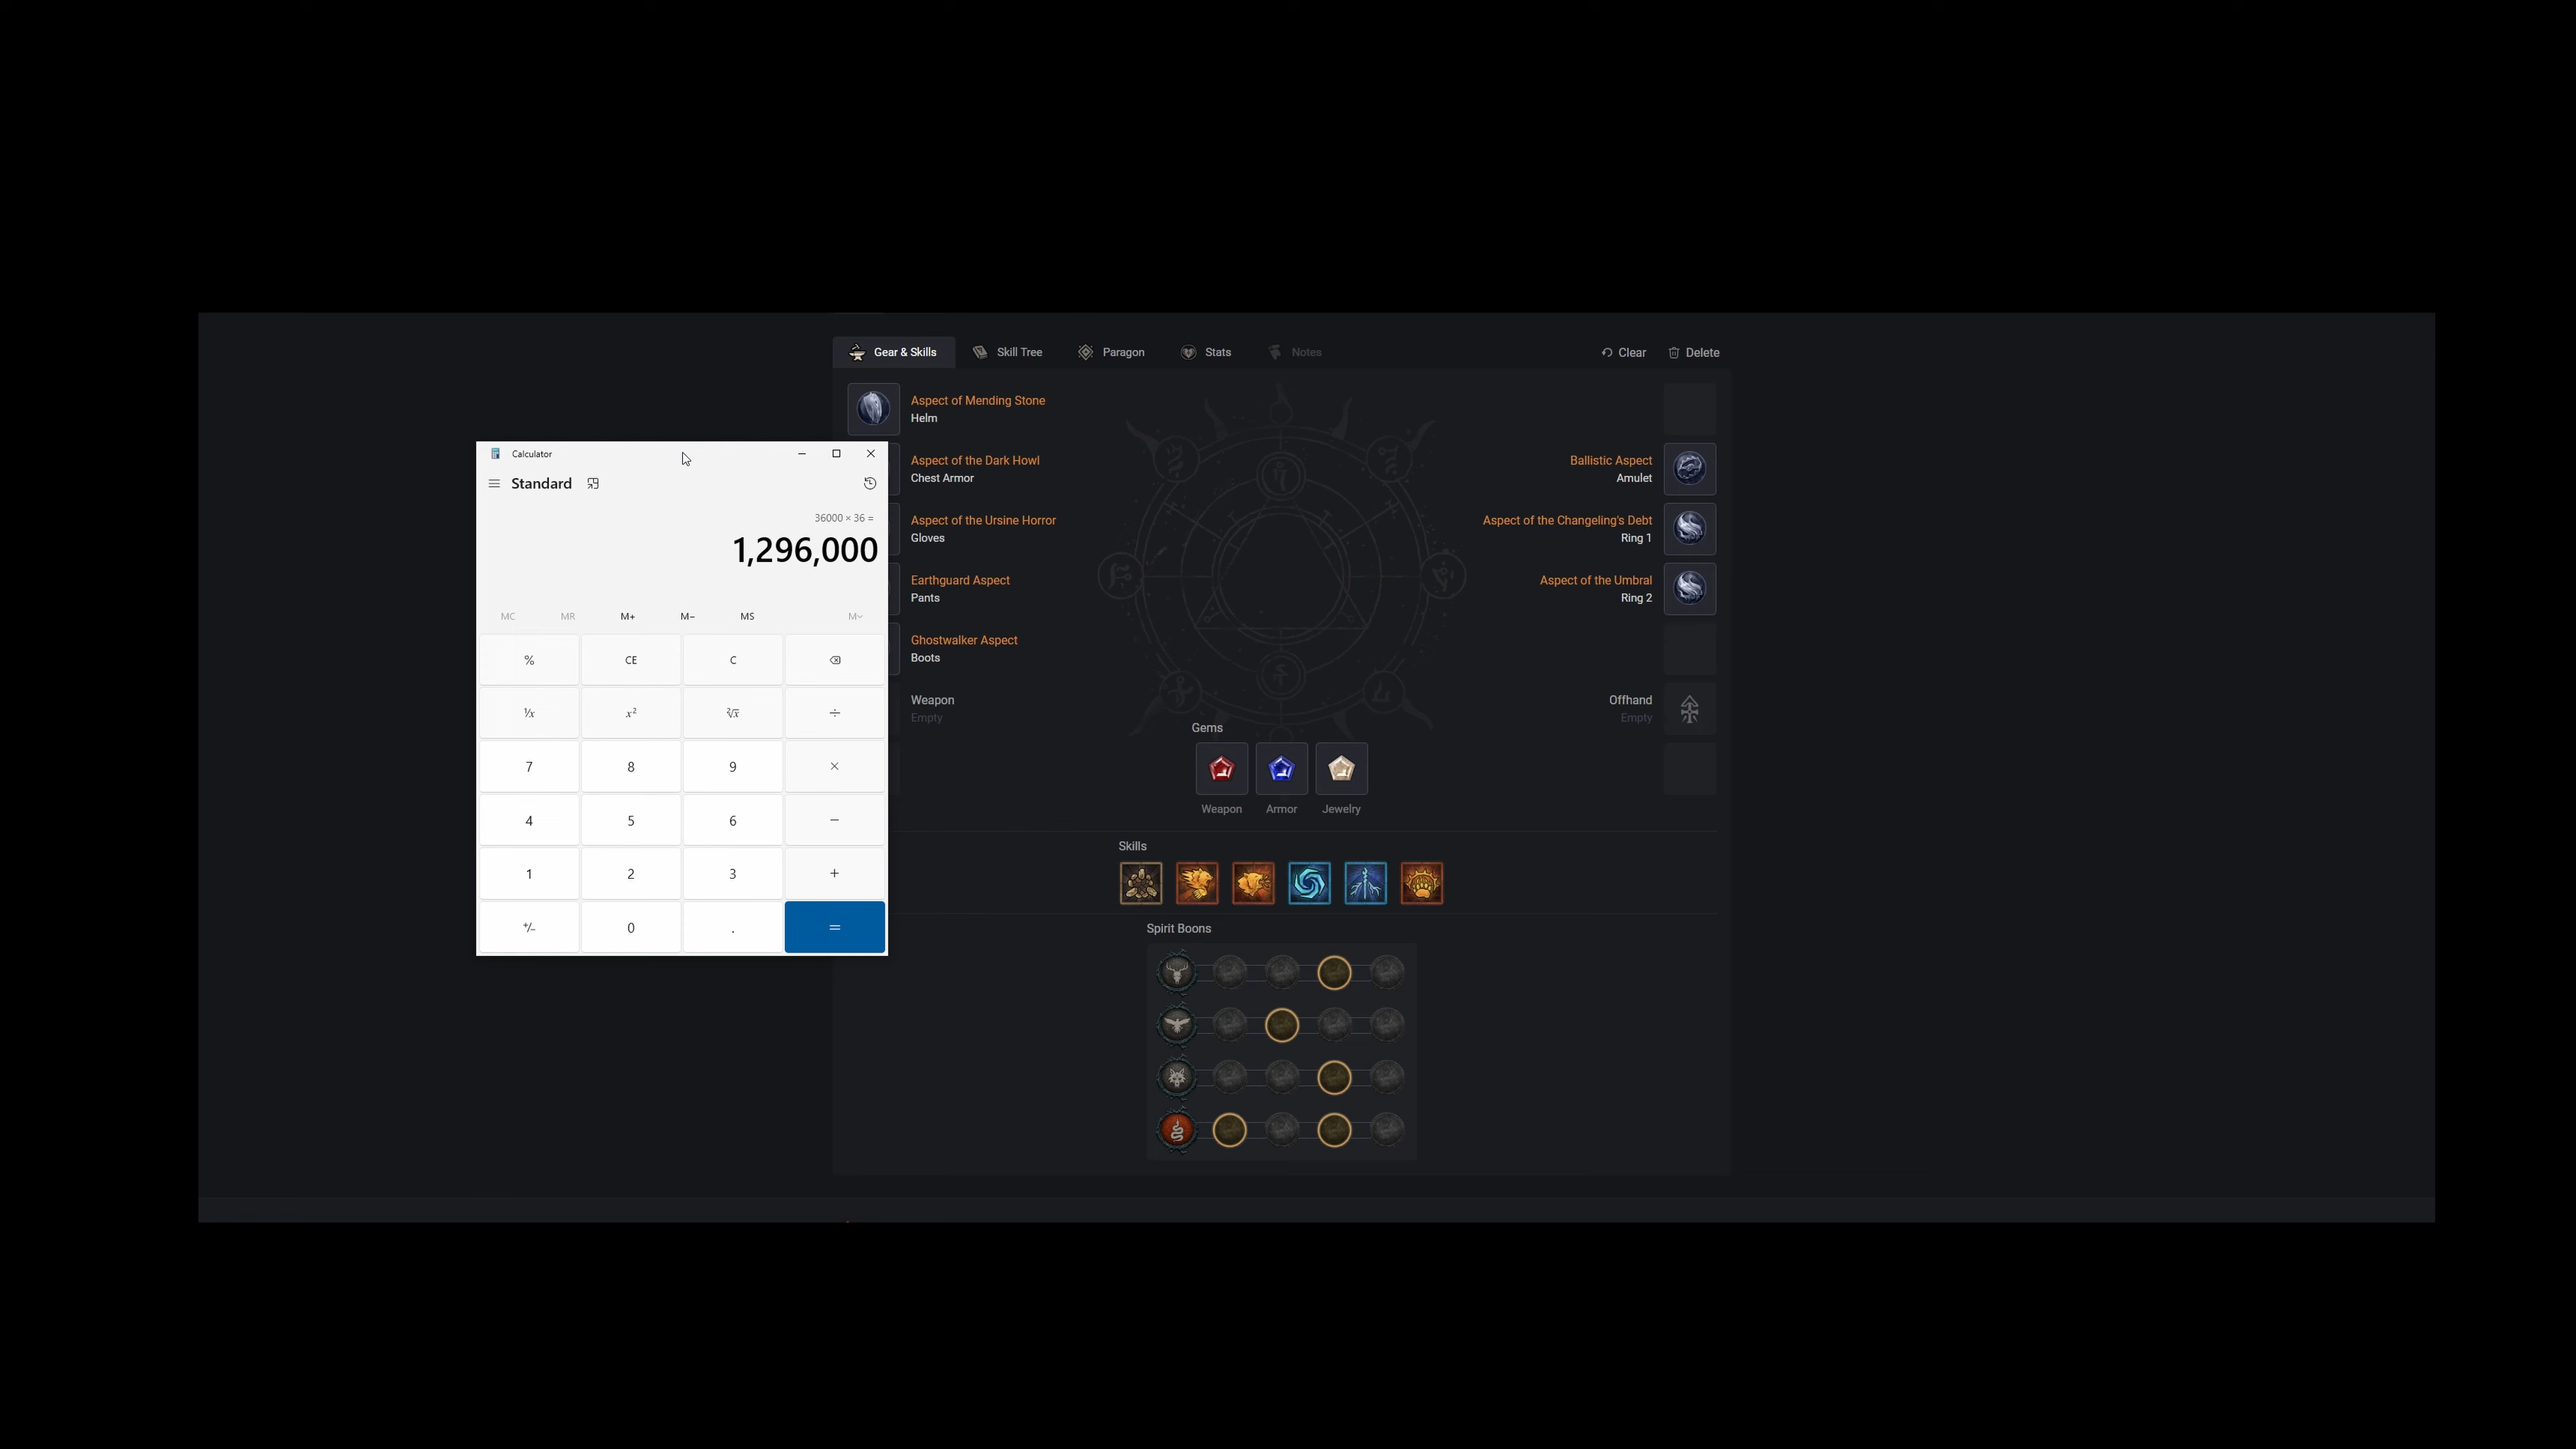 Gear & Skills
Skill Tree
Paragon
Stats
Notes
Clear
Delete
Aspect of Mending Stone
Helm
Aspect of the Dark Howl
Chest Armor
Aspect of the Ursine Horror
Gloves
Earthguard Aspect
Pants
Ghostwalker Aspect
Boots
Weapon
Empty
Ballistic Aspect
Amulet
Aspect of the Changeling's Debt
Ring 1
Aspect of the Umbral
Ring 2
Offhand
Empty
Gems
Weapon
Armor
Jewelry
Skills
Spirit Boons
Calculator
Standard
36000 × 36 =
1,296,000
MC MR M+ M− MS M˅
% CE C
¹/x x² ²√x ÷
7 8 9 ×
4 5 6 −
1 2 3 +
+/− 0 . =